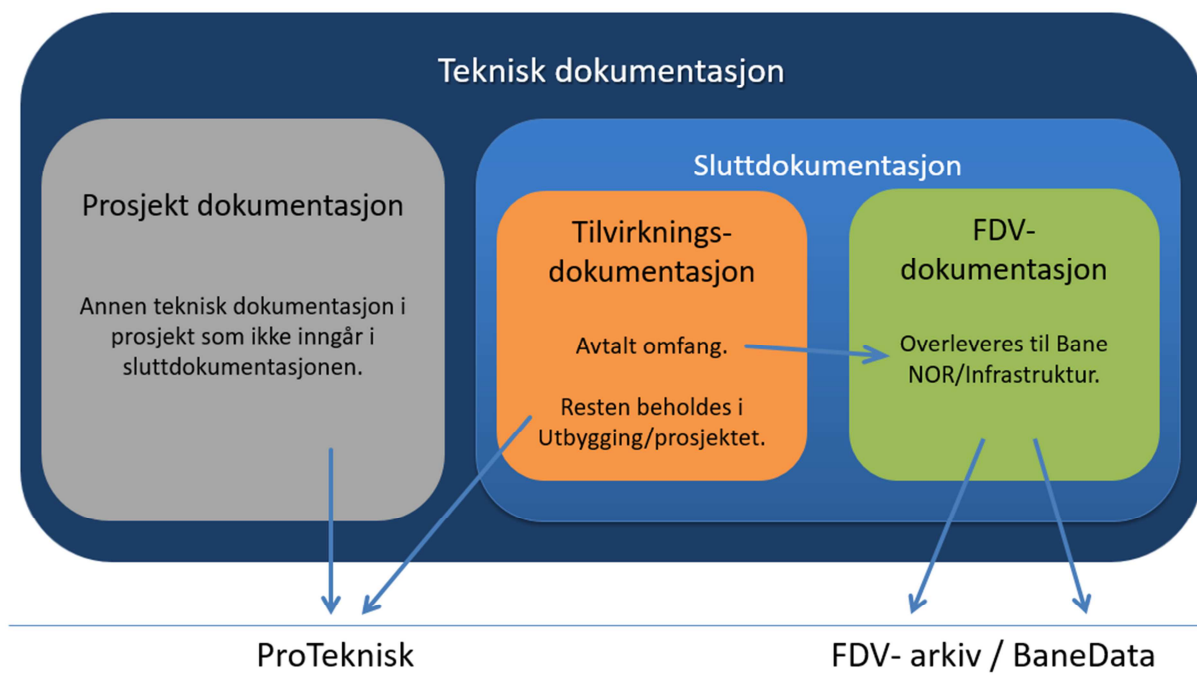 Teknisk dokumentasjon
Prosjekt dokumentasjon
Annen teknisk dokumentasjon i
prosjekt som ikke inngår i
sluttdokumentasjonen.
Sluttdokumentasjon
Tilvirknings-
dokumentasjon
Avtalt omfang.
Resten beholdes i
Utbygging/prosjektet.
FDV-
dokumentasjon
Overleveres til Bane
NOR/Infrastruktur.
ProTeknisk
FDV- arkiv / BaneData